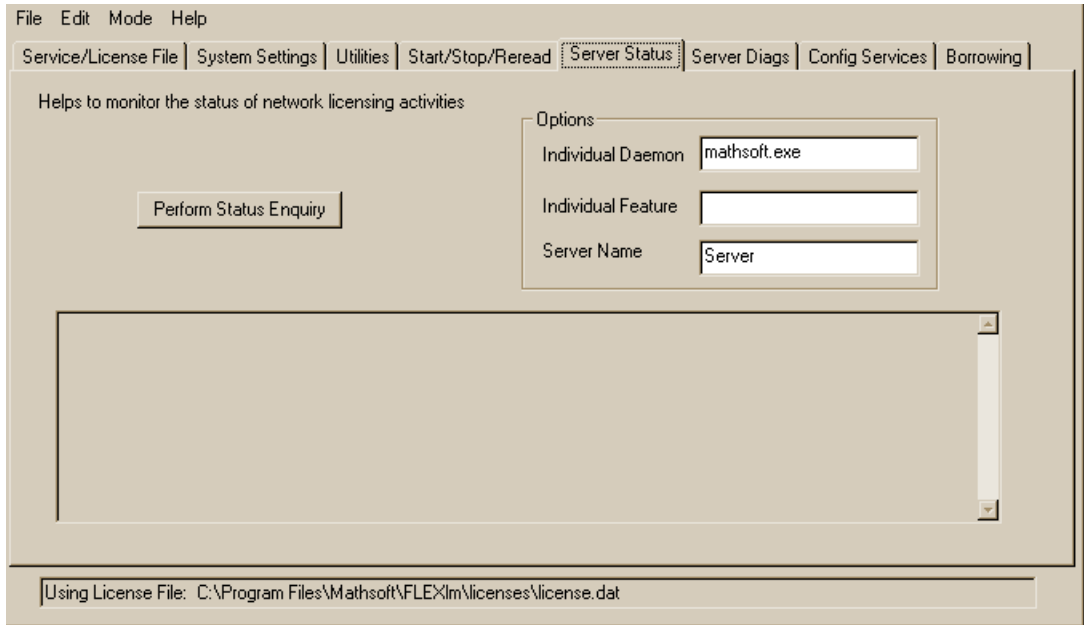 File Edit Mode Help
Service/License File System Settings Utilities Start/Stop/Reread Server Status Server Diags Config Services Borrowing
Helps to monitor the status of network licensing activities
Options
Individual Daemon mathsoft.exe
Perform Status Enquiry
Individual Feature
Server Name Server
Using License File: C:\Program Files\Mathsoft\FLEXlm\licenses\license.dat